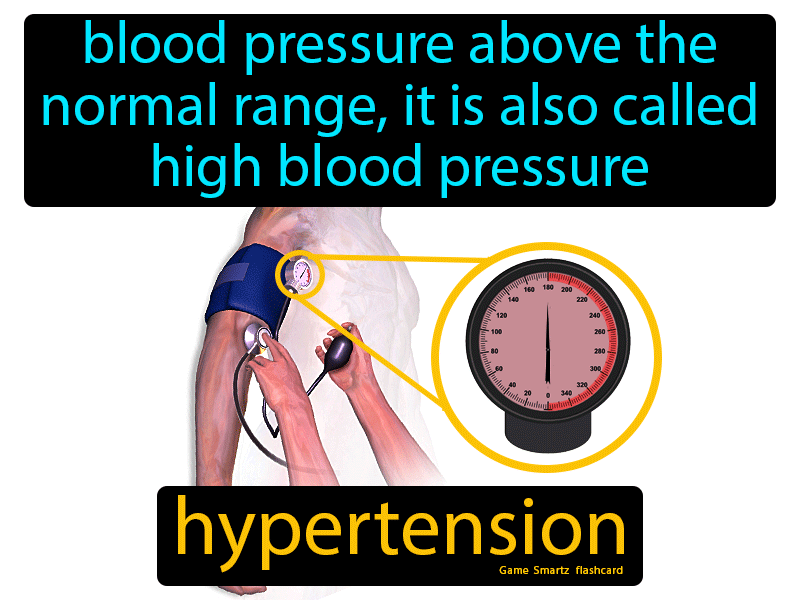 blood pressure above the
normal range, it is also called
high blood pressure
180
160 200
140 220
120 240
100 260
80 280
60 300
40 320
20 340
0
hypertension
Game Smartz flashcard